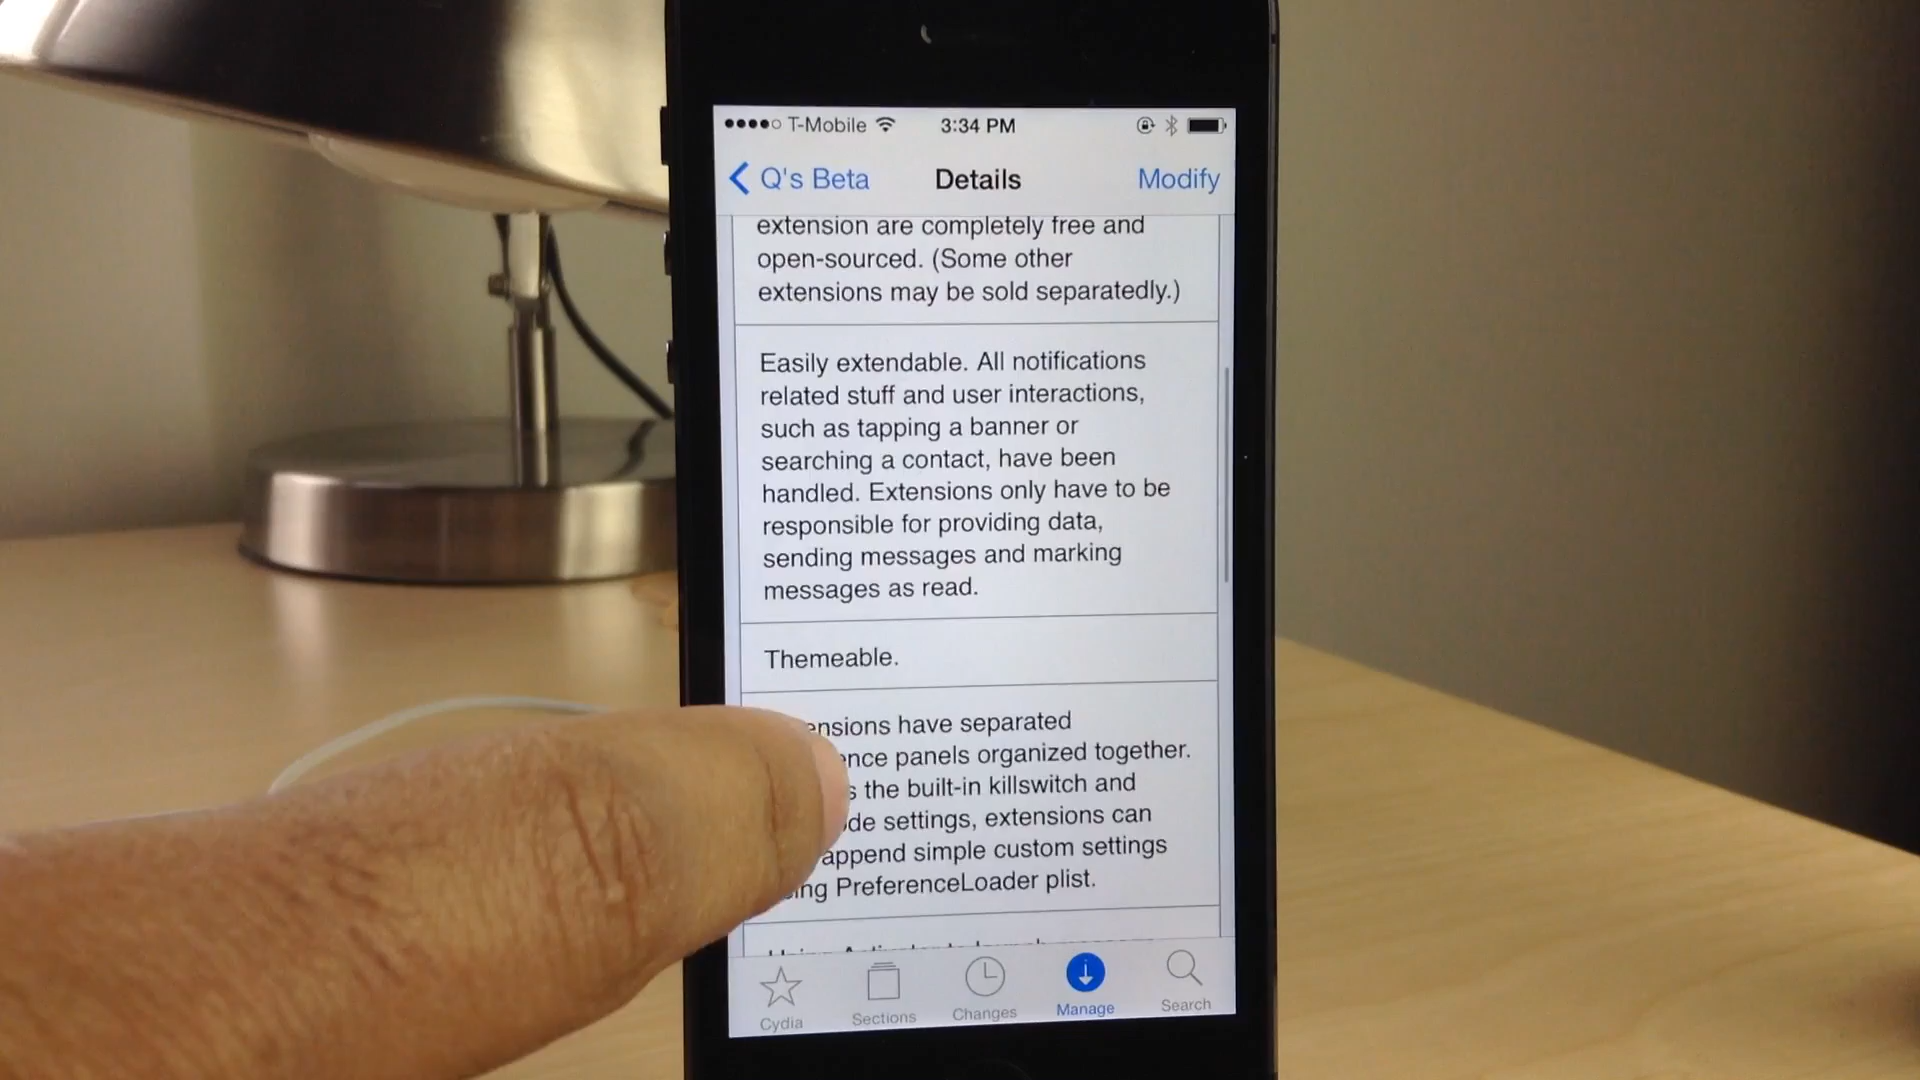 T-Mobile 3:34 PM
Q's Beta Details Modify
extension are completely free and
open-sourced. (Some other
extensions may be sold separatedly.)
Easily extendable. All notifications
related stuff and user interactions,
such as tapping a banner or
searching a contact, have been
handled. Extensions only have to be
responsible for providing data,
sending messages and marking
messages as read.
Themeable.
ensions have separated
ence panels organized together.
s the built-in killswitch and
de settings, extensions can
append simple custom settings
ing PreferenceLoader plist.
Cydia Sections Changes Manage Search